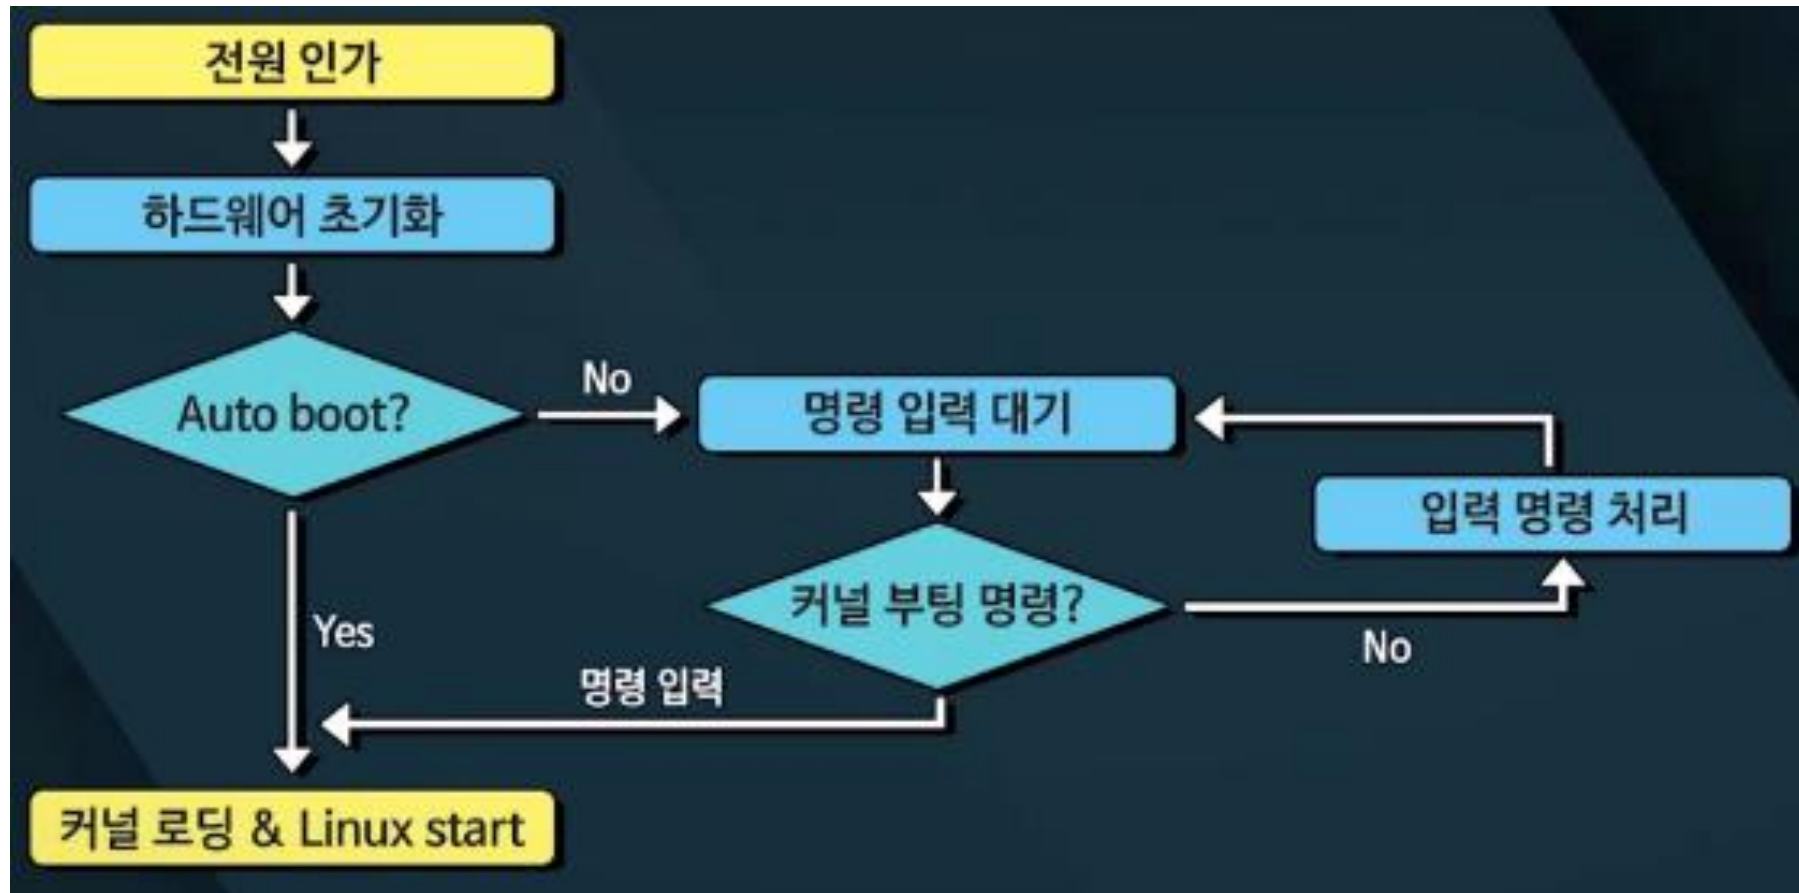 전원 인가
하드웨어 초기화
Auto boot?
No
명령 입력 대기
입력 명령 처리
커널 부팅 명령?
No
Yes
명령 입력
커널 로딩 & Linux start